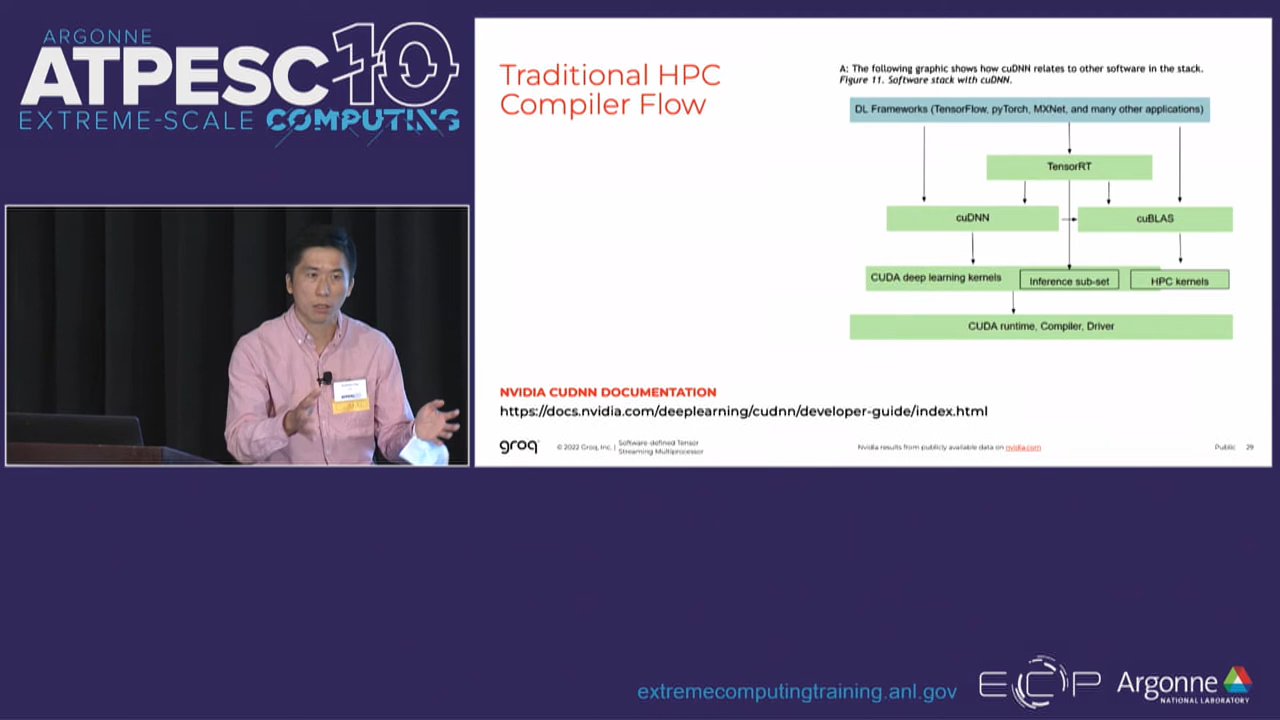 ARGONNE
ATPESC10
EXTREME-SCALE COMPUTING
Traditional HPC
Compiler Flow
A: The following graphic shows how cuDNN relates to other software in the stack.
Figure 11. Software stack with cuDNN.
DL Frameworks (TensorFlow, pyTorch, MXNet, and many other applications)
TensorRT
cuDNN
cuBLAS
CUDA deep learning kernels
Inference sub-set
HPC kernels
CUDA runtime, Compiler, Driver
NVIDIA CUDNN DOCUMENTATION
https://docs.nvidia.com/deeplearning/cudnn/developer-guide/index.html
groq
© 2022 Groq, Inc. | Software-defined Tensor
Streaming Multiprocessor
Nvidia results from publicly available data on nvidia.com
Public 29
extremecomputingtraining.anl.gov
ECP
Argonne
NATIONAL LABORATORY